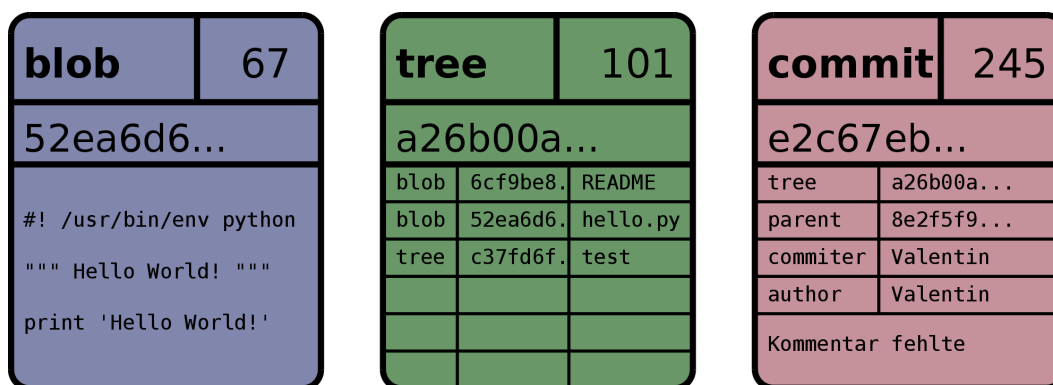 blob 67
52ea6d6...
#! /usr/bin/env python
""" Hello World! """
print 'Hello World!'
tree 101
a26b00a...
blob 6cf9be8. README
blob 52ea6d6. hello.py
tree c37fd6f. test
commit 245
e2c67eb...
tree a26b00a...
parent 8e2f5f9...
commiter Valentin
author Valentin
Kommentar fehlte